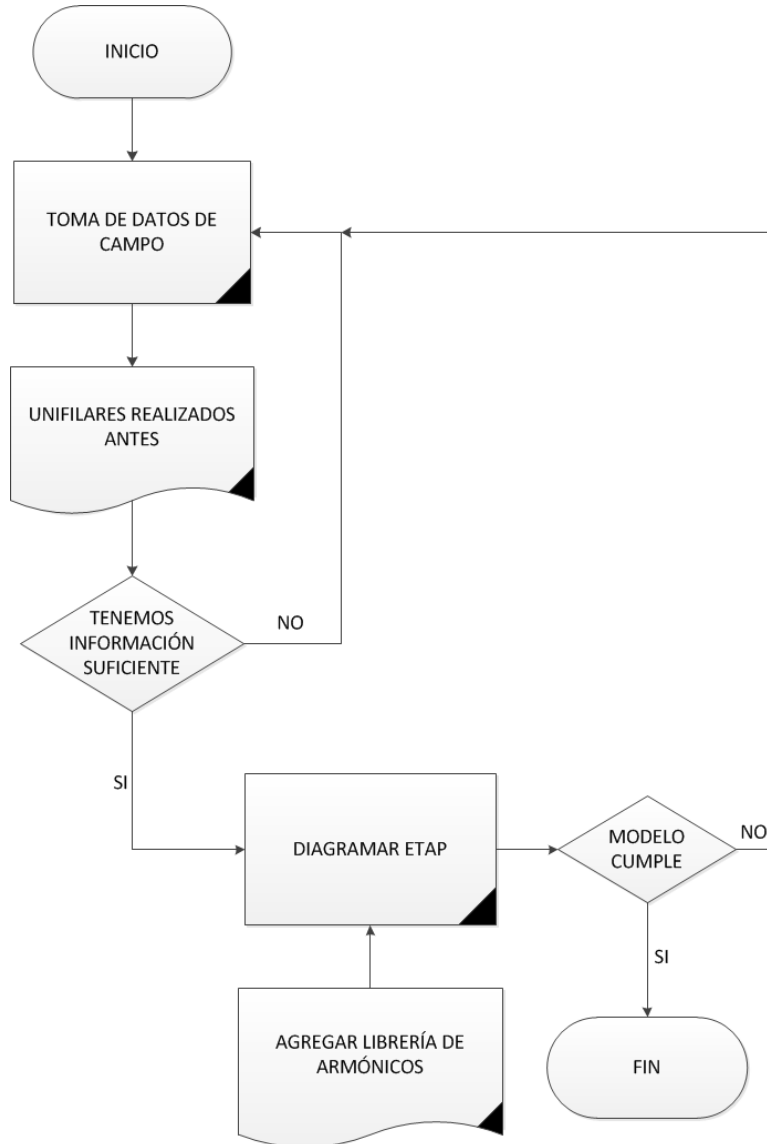 INICIO
TOMA DE DATOS DE
CAMPO
UNIFILARES REALIZADOS
ANTES
TENEMOS
INFORMACIÓN
SUFICIENTE
NO
SI
DIAGRAMAR ETAP
MODELO
CUMPLE
NO
SI
AGREGAR LIBRERÍA DE
ARMÓNICOS
FIN